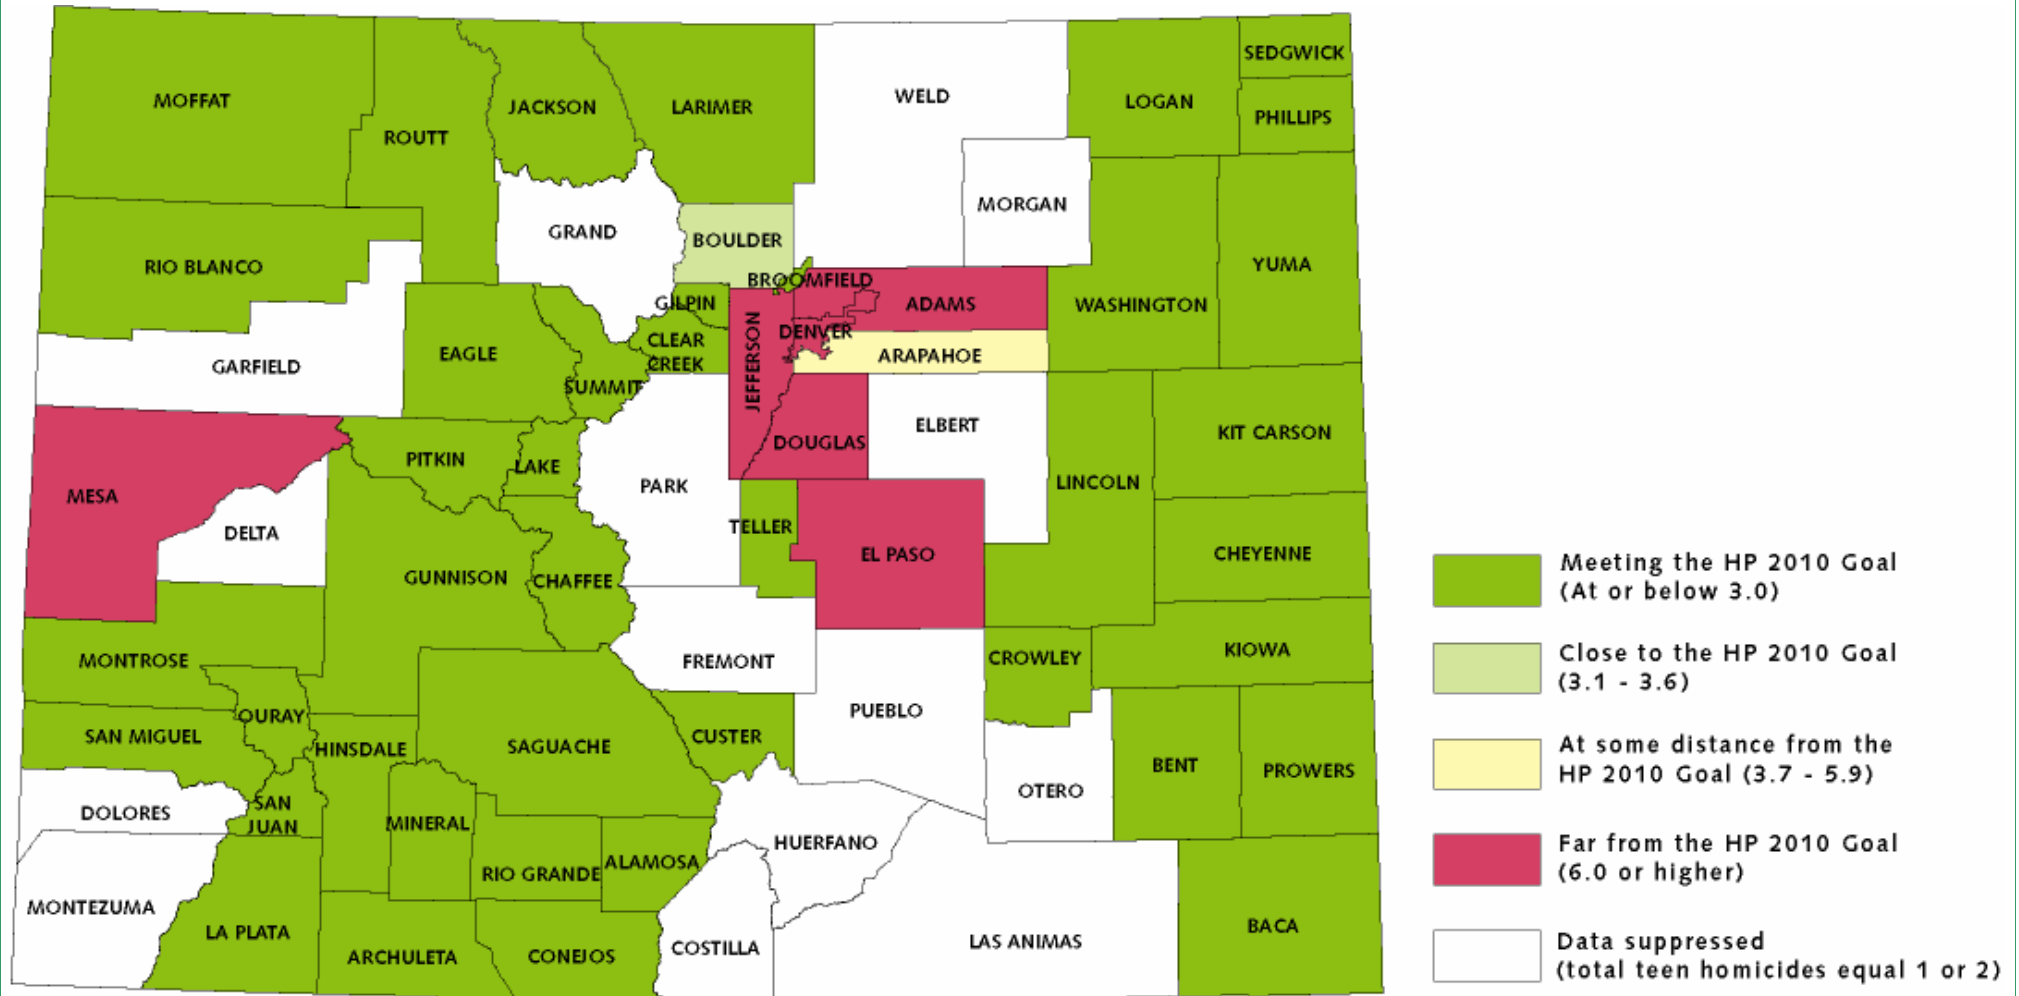 SEDGWICK
WELD
MOFFAT
JACKSON
LARIMER
LOGAN
PHILLIPS
ROUTT
MORGAN
GRAND
BOULDER
RIO BLANCO
YUMA
BROOMFIELD
GILPIN
ADAMS
WASHINGTON
DENVER
CLEAR
CREEK
EAGLE
ARAPAHOE
GARFIELD
JEFFERSON
SUMMIT
ELBERT
KIT CARSON
DOUGLAS
PITKIN
LAKE
LINCOLN
PARK
MESA
TELLER
DELTA
EL PASO
CHEYENNE
GUNNISON
CHAFFEE
KIOWA
CROWLEY
MONTROSE
FREMONT
PUEBLO
OURAY
SAN MIGUEL
CUSTER
HINSDALE
SAGUACHE
BENT
PROWERS
OTERO
SAN
JUAN
DOLORES
MINERAL
HUERFANO
ALAMOSA
RIO GRANDE
MONTEZUMA
BACA
LA PLATA
LAS ANIMAS
COSTILLA
ARCHULETA
CONEJOS
Meeting the HP 2010 Goal
(At or below 3.0)
Close to the HP 2010 Goal
(3.1 - 3.6)
At some distance from the
HP 2010 Goal (3.7 - 5.9)
Far from the HP 2010 Goal
(6.0 or higher)
Data suppressed
(total teen homicides equal 1 or 2)